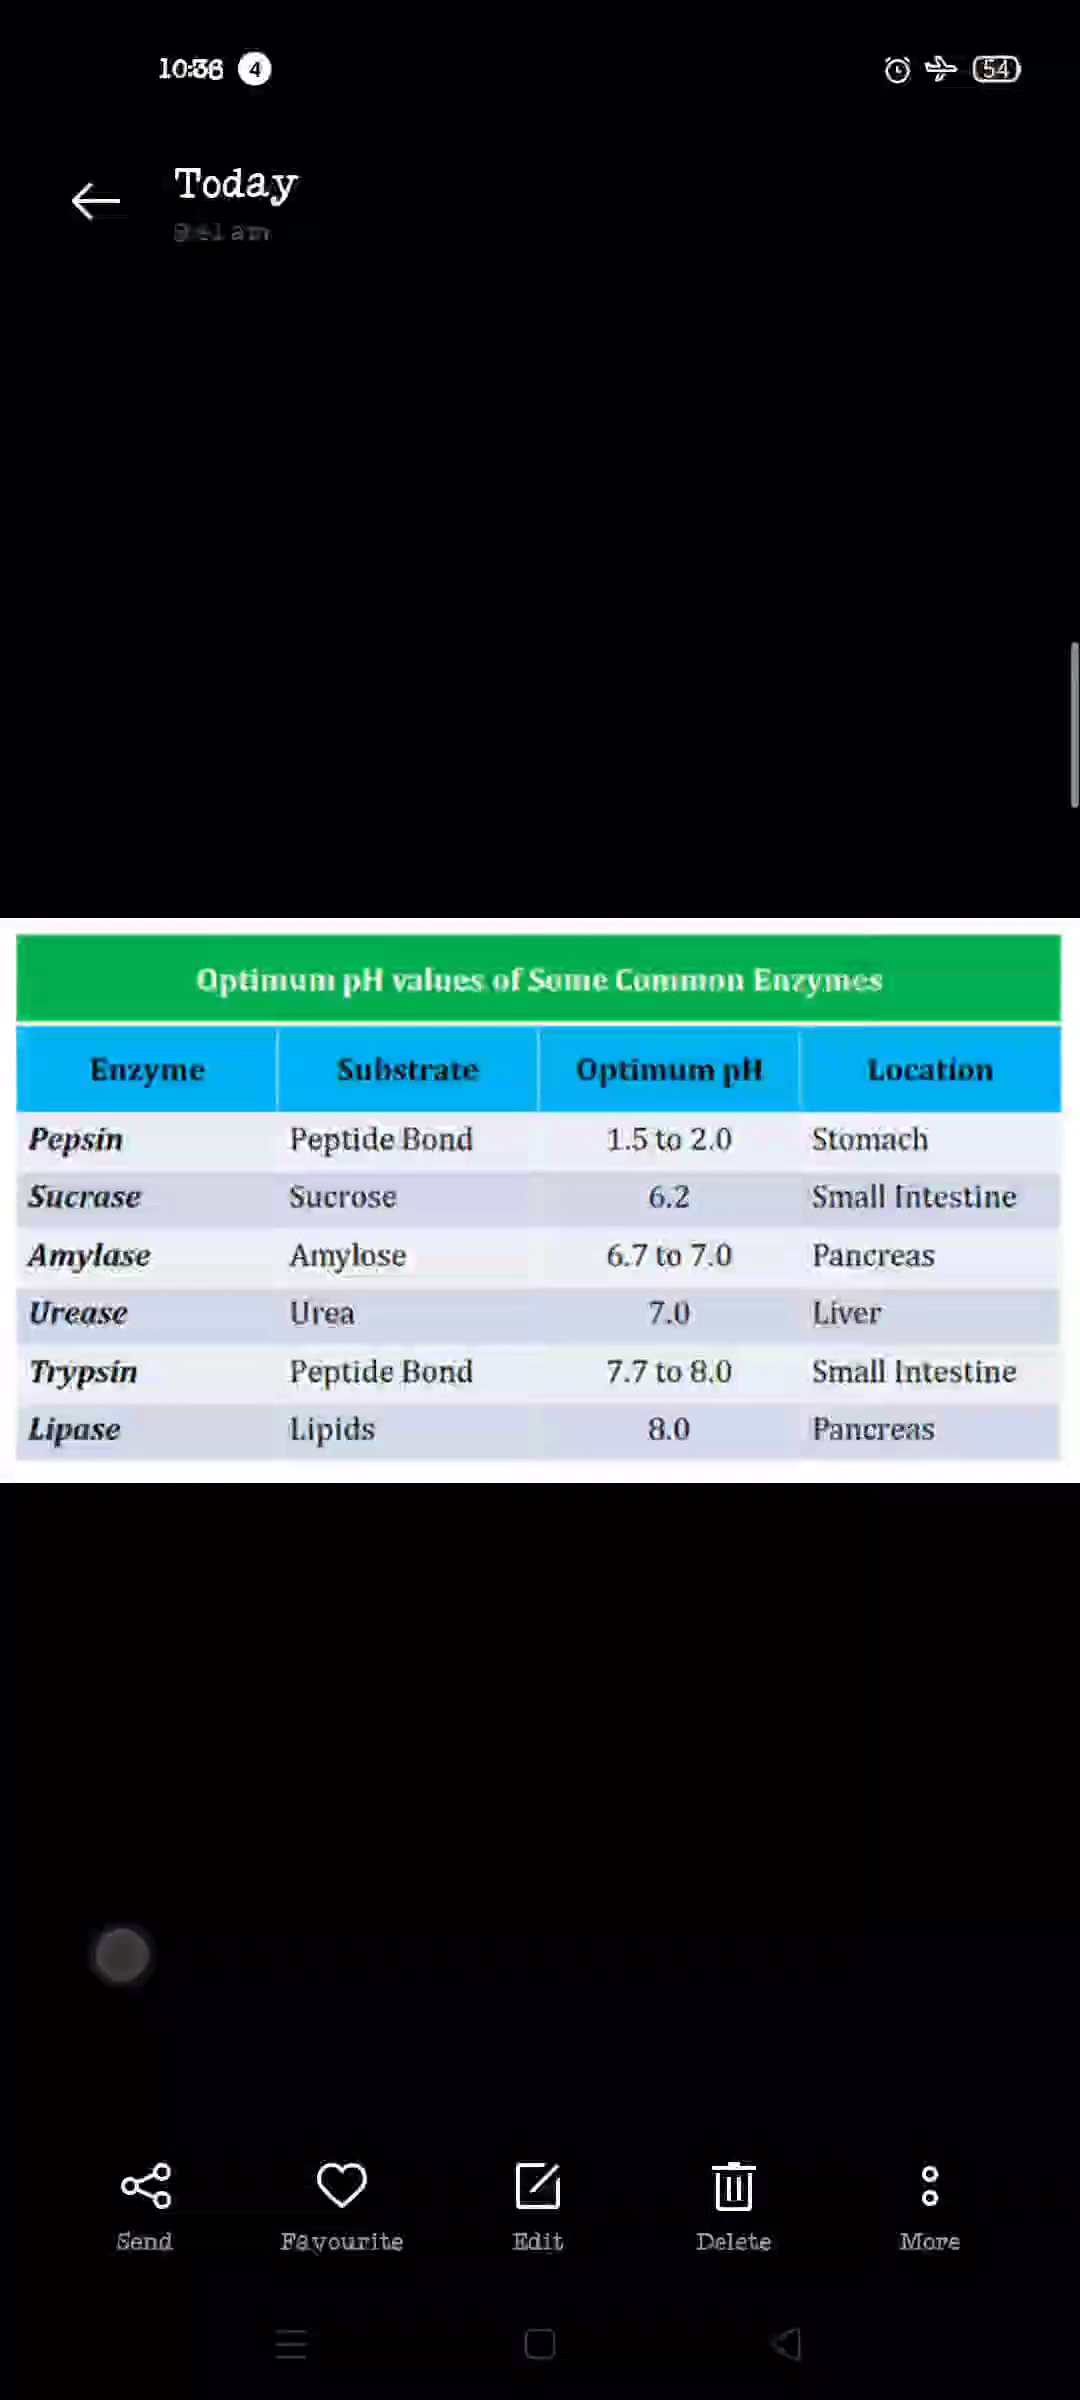 10:36 4
54
Today
Optimum pH values of Some Common Enzymes
Enzyme Substrate Optimum pH Location
Pepsin Peptide Bond 1.5 to 2.0 Stomach
Sucrase Sucrose 6.2 Small Intestine
Amylase Amylose 6.7 to 7.0 Pancreas
Urease Urea 7.0 Liver
Trypsin Peptide Bond 7.7 to 8.0 Small Intestine
Lipase Lipids 8.0 Pancreas
Send Favourite Edit Delete More